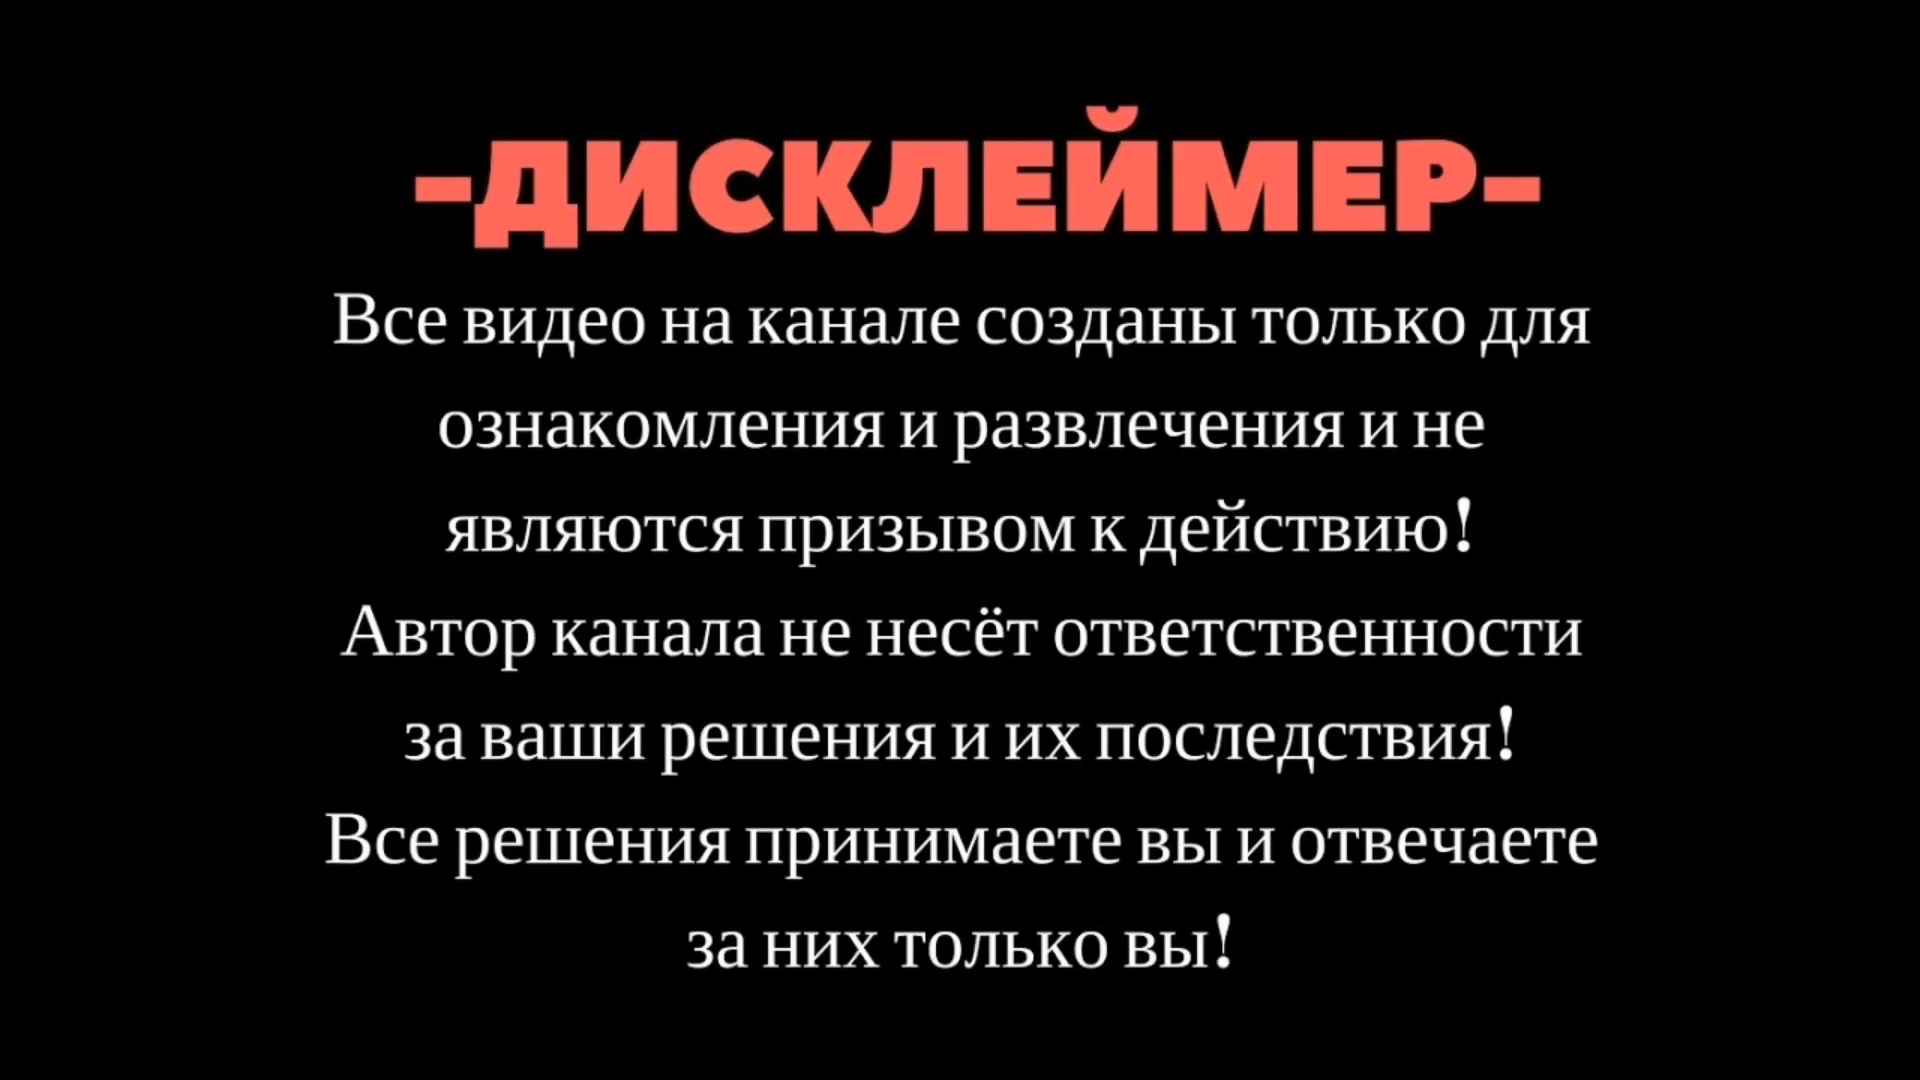 -ДИСКЛЕЙМЕР-
Все видео на канале созданы только для
ознакомления и развлечения и не
являются призывом к действию!
Автор канала не несёт ответственности
за ваши решения и их последствия!
Все решения принимаете вы и отвечаете
за них только вы!